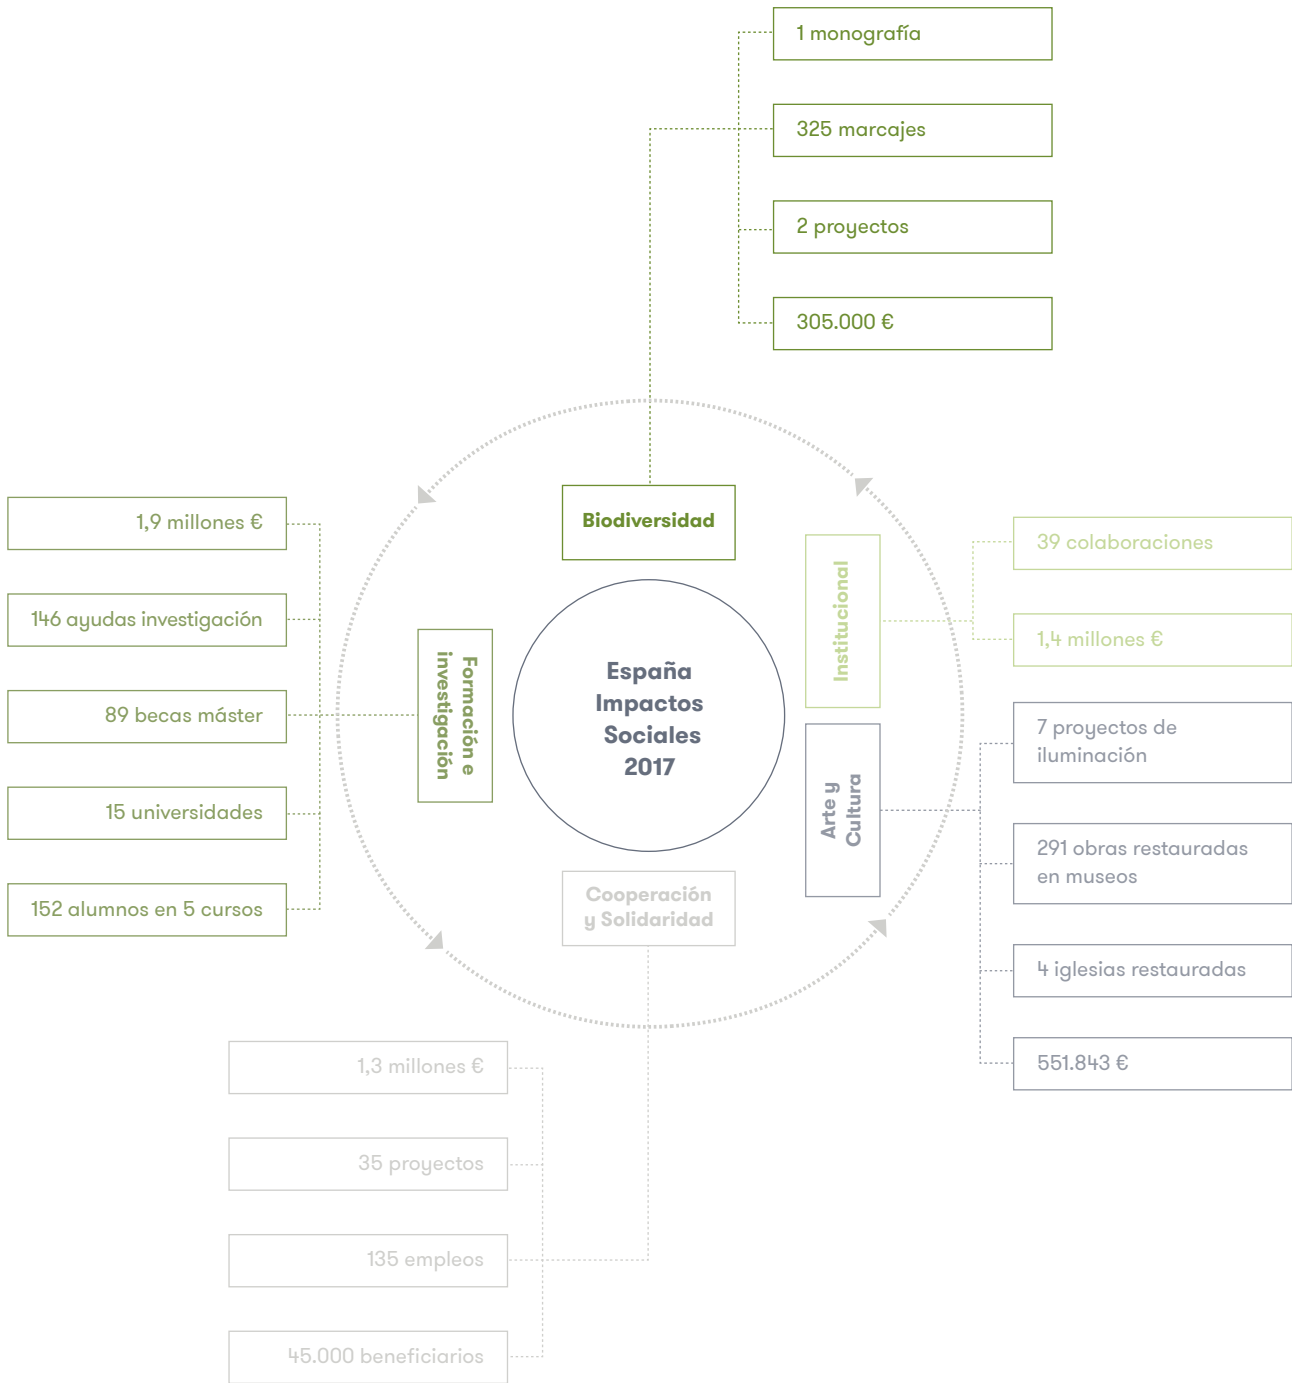 1 monografía
325 marcajes
2 proyectos
305.000 €
Biodiversidad
1,9 millones €
146 ayudas investigación
89 becas máster
15 universidades
152 alumnos en 5 cursos
Formación e
investigación
España
Impactos
Sociales
2017
Institucional
39 colaboraciones
1,4 millones €
Arte y
Cultura
7 proyectos de
iluminación
291 obras restauradas
en museos
4 iglesias restauradas
551.843 €
Cooperación
y Solidaridad
1,3 millones €
35 proyectos
135 empleos
45.000 beneficiarios